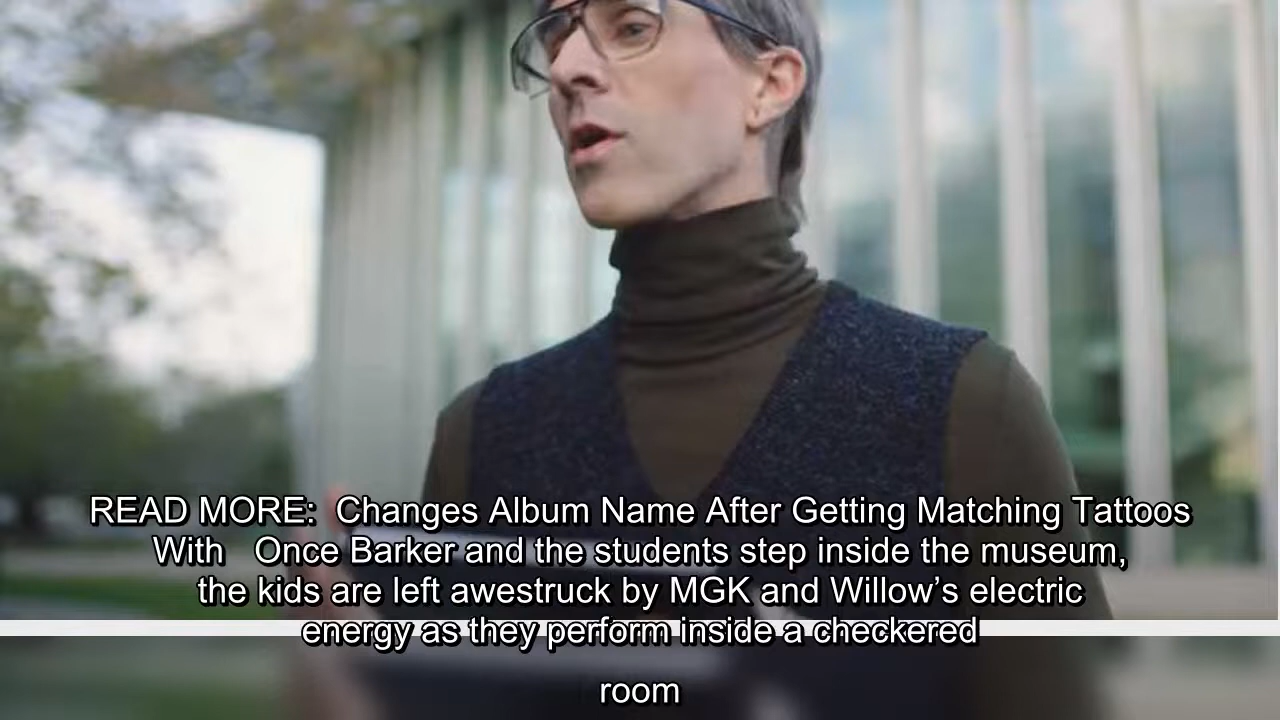 READ MORE:  Changes Album Name After Getting Matching Tattoos
With   Once Barker and the students step inside the museum,
the kids are left awestruck by MGK and Willow’s electric
energy as they perform inside a checkered
room